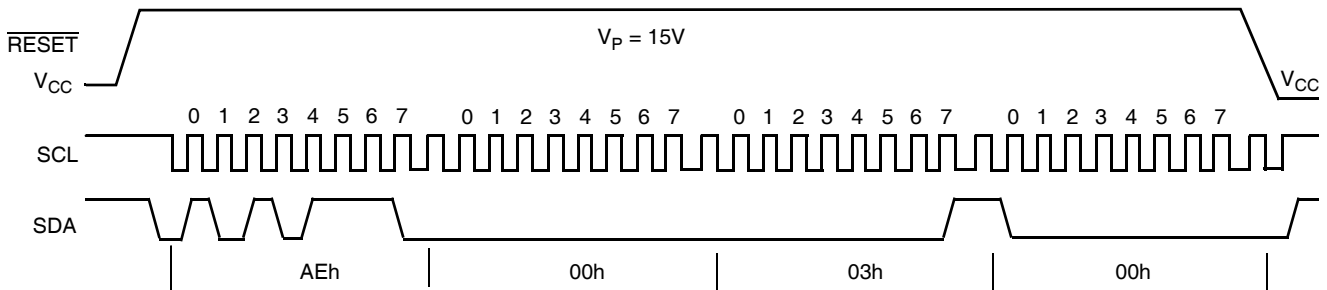 RESET
V_P = 15V
V_CC
V_CC
0 1 2 3 4 5 6 7 0 1 2 3 4 5 6 7 0 1 2 3 4 5 6 7 0 1 2 3 4 5 6 7
SCL
SDA
AEh 00h 03h 00h